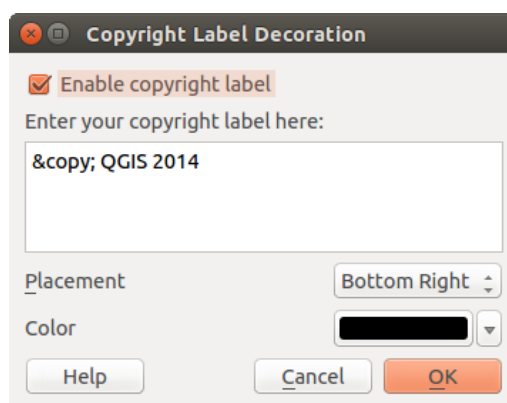 Copyright Label Decoration
Enable copyright label
Enter your copyright label here:
&copy; QGIS 2014
Placement
Bottom Right
Color
Help
Cancel
OK